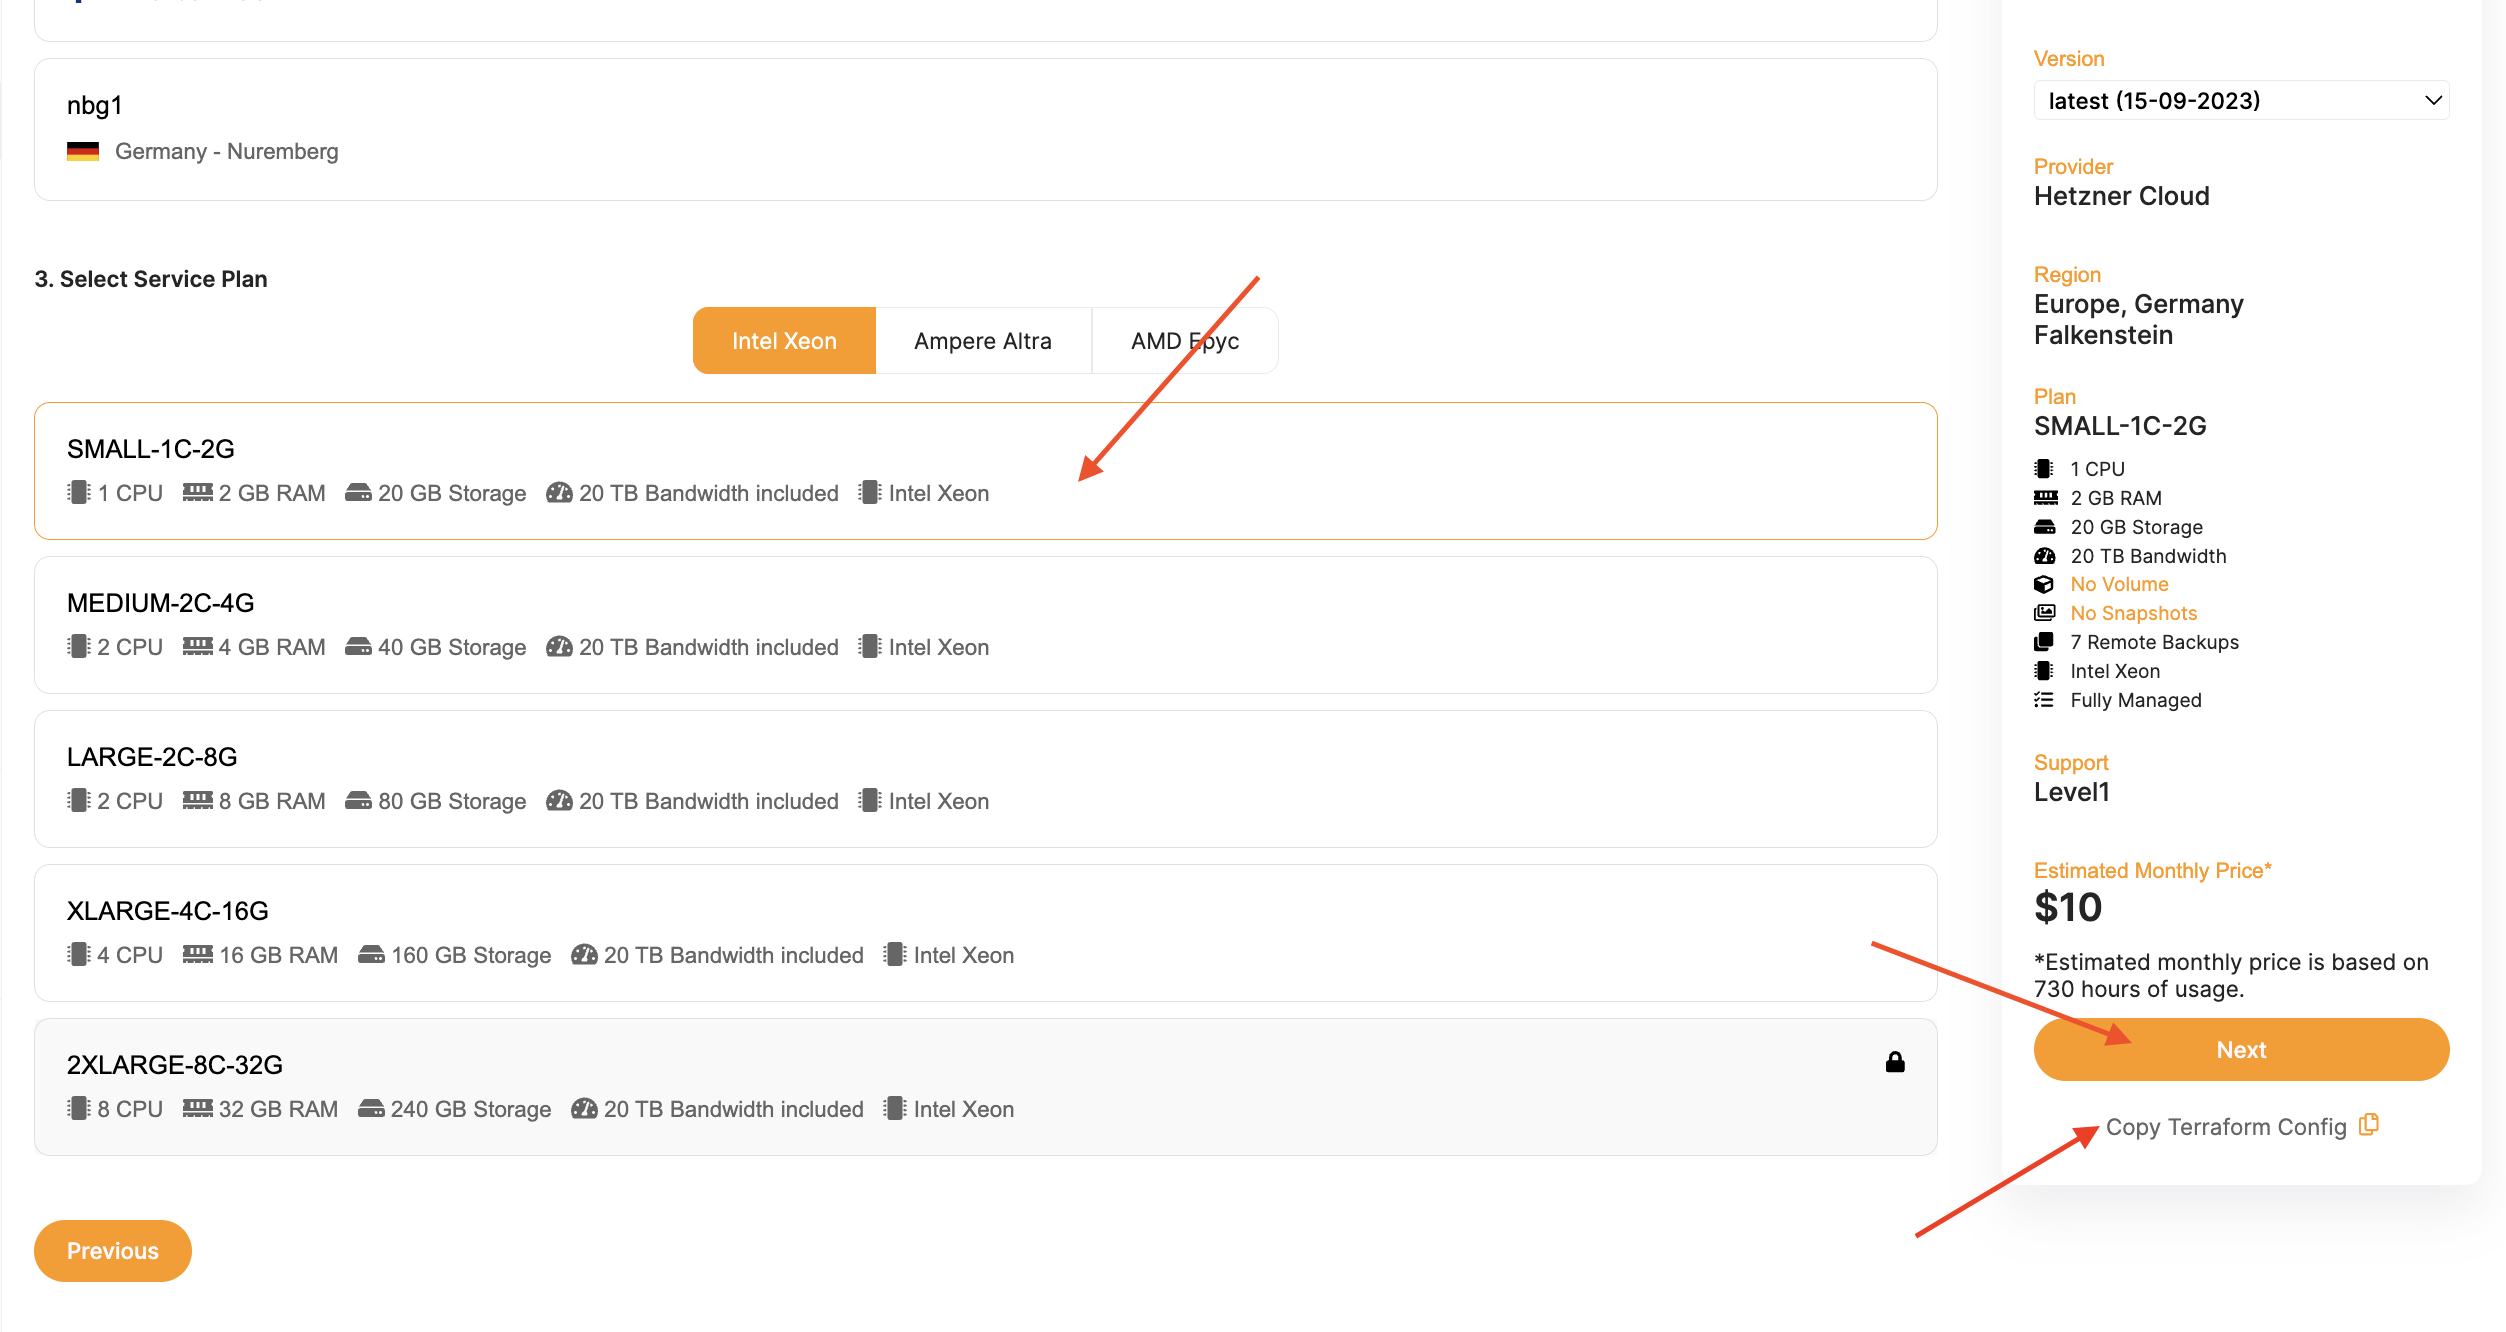 nbg1
Germany - Nuremberg
3. Select Service Plan
Intel Xeon
Ampere Altra
AMD Epyc
SMALL-1C-2G
1 CPU 2 GB RAM 20 GB Storage 20 TB Bandwidth included Intel Xeon
MEDIUM-2C-4G
2 CPU 4 GB RAM 40 GB Storage 20 TB Bandwidth included Intel Xeon
LARGE-2C-8G
2 CPU 8 GB RAM 80 GB Storage 20 TB Bandwidth included Intel Xeon
XLARGE-4C-16G
4 CPU 16 GB RAM 160 GB Storage 20 TB Bandwidth included Intel Xeon
2XLARGE-8C-32G
8 CPU 32 GB RAM 240 GB Storage 20 TB Bandwidth included Intel Xeon
Previous
Version
latest (15-09-2023)
Provider
Hetzner Cloud
Region
Europe, Germany
Falkenstein
Plan
SMALL-1C-2G
1 CPU
2 GB RAM
20 GB Storage
20 TB Bandwidth
No Volume
No Snapshots
7 Remote Backups
Intel Xeon
Fully Managed
Support
Level1
Estimated Monthly Price*
$10
*Estimated monthly price is based on
730 hours of usage.
Next
Copy Terraform Config